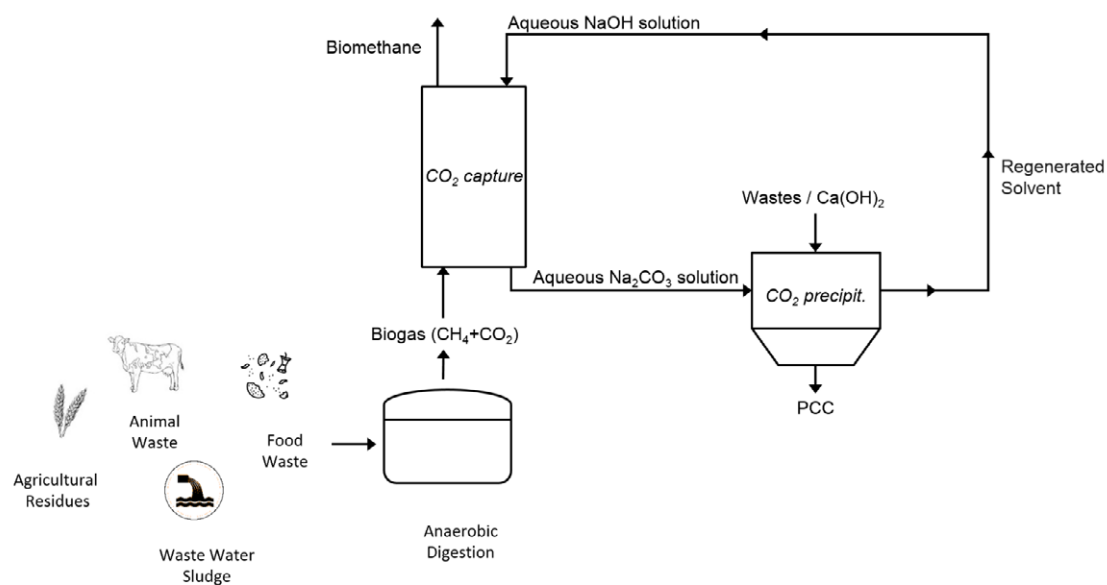 Aqueous NaOH solution
Biomethane
CO₂ capture
Regenerated
Solvent
Wastes / Ca(OH)₂
Aqueous Na₂CO₃ solution
CO₂ precipit.
Biogas (CH₄+CO₂)
PCC
Animal
Waste
Food
Waste
Agricultural
Residues
Anaerobic
Digestion
Waste Water
Sludge